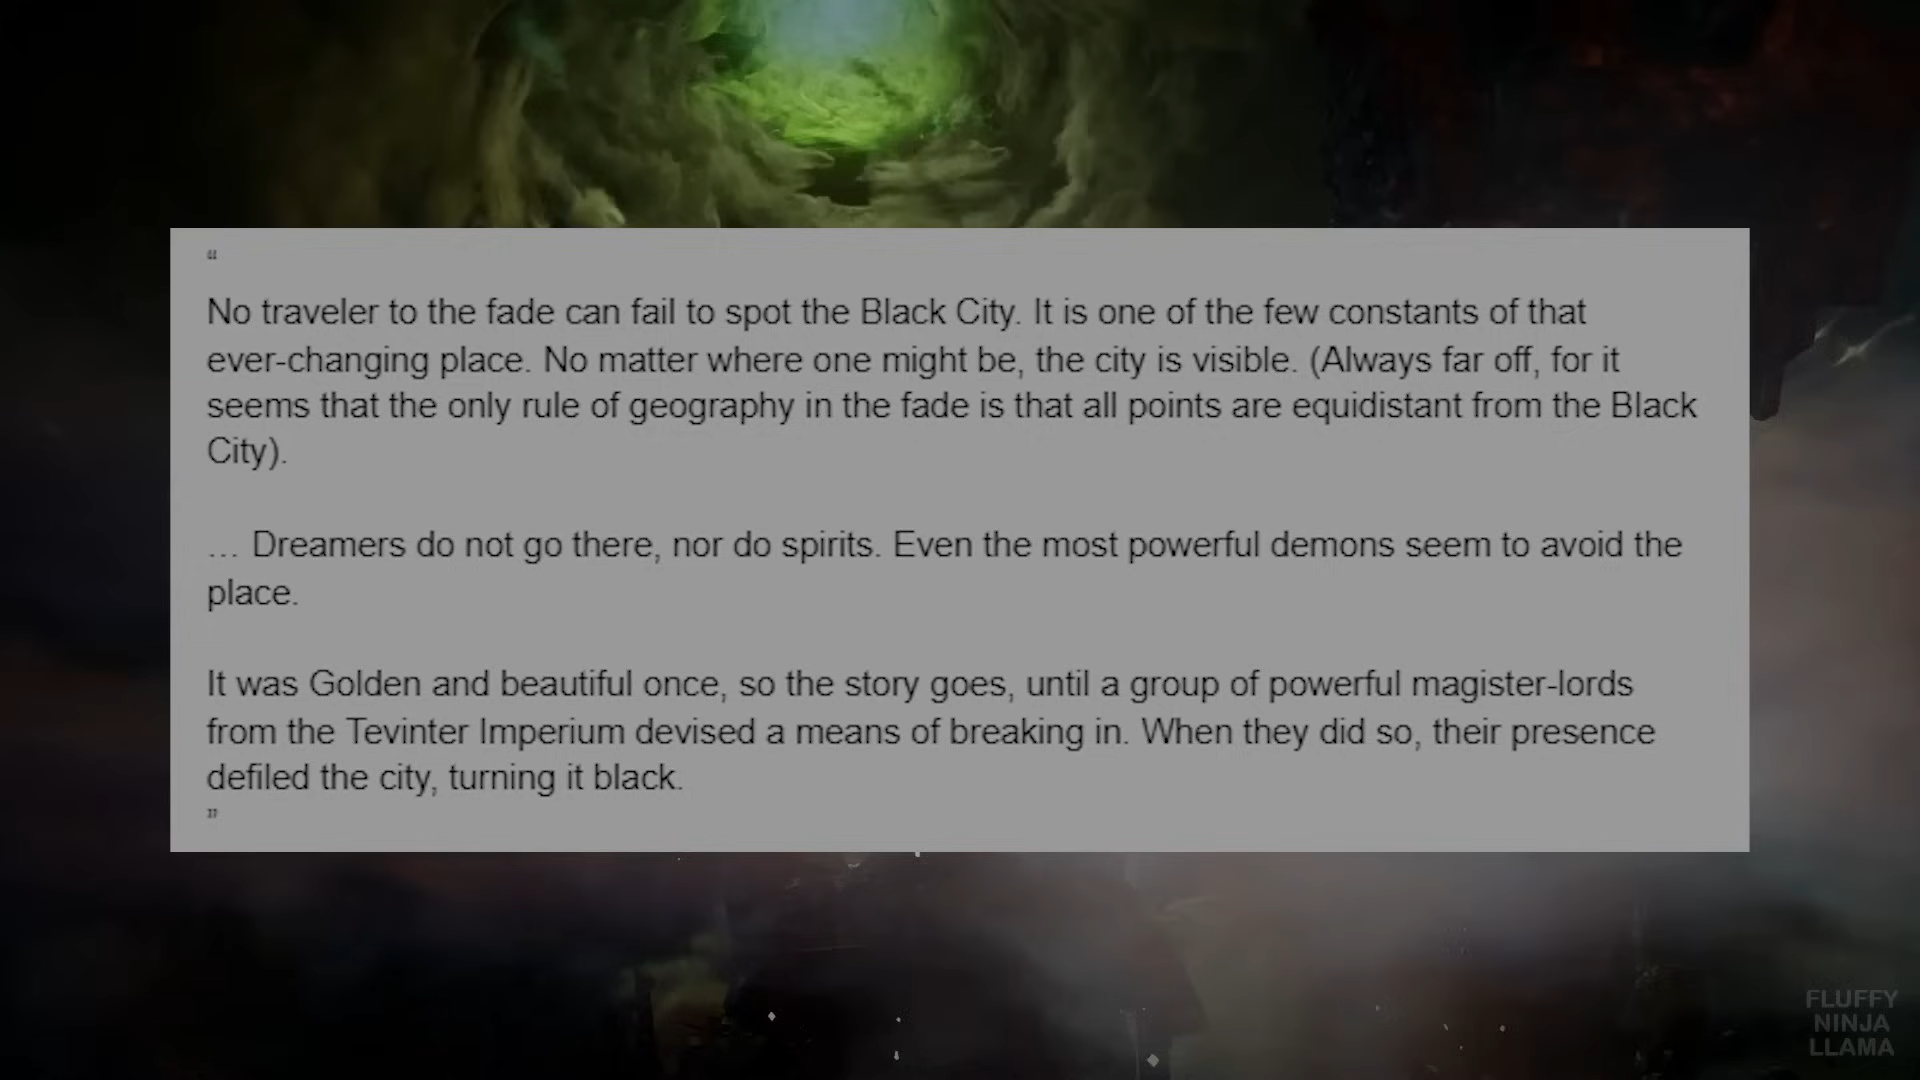 “
No traveler to the fade can fail to spot the Black City. It is one of the few constants of that
ever-changing place. No matter where one might be, the city is visible. (Always far off, for it
seems that the only rule of geography in the fade is that all points are equidistant from the Black
City).
... Dreamers do not go there, nor do spirits. Even the most powerful demons seem to avoid the
place.
It was Golden and beautiful once, so the story goes, until a group of powerful magister-lords
from the Tevinter Imperium devised a means of breaking in. When they did so, their presence
defiled the city, turning it black.
”
FLUFFY
NINJA
LLAMA